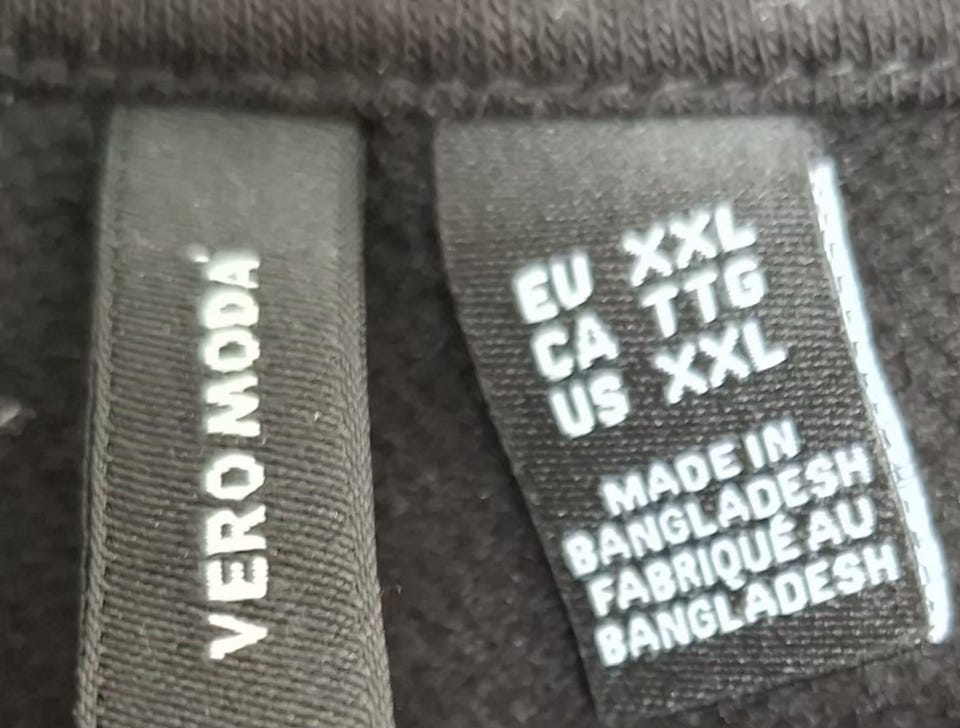 VERO MODA
EU XXL
CA TTG
US XXL
MADE IN
BANGLADESH
FABRIQUÉ AU
BANGLADESH